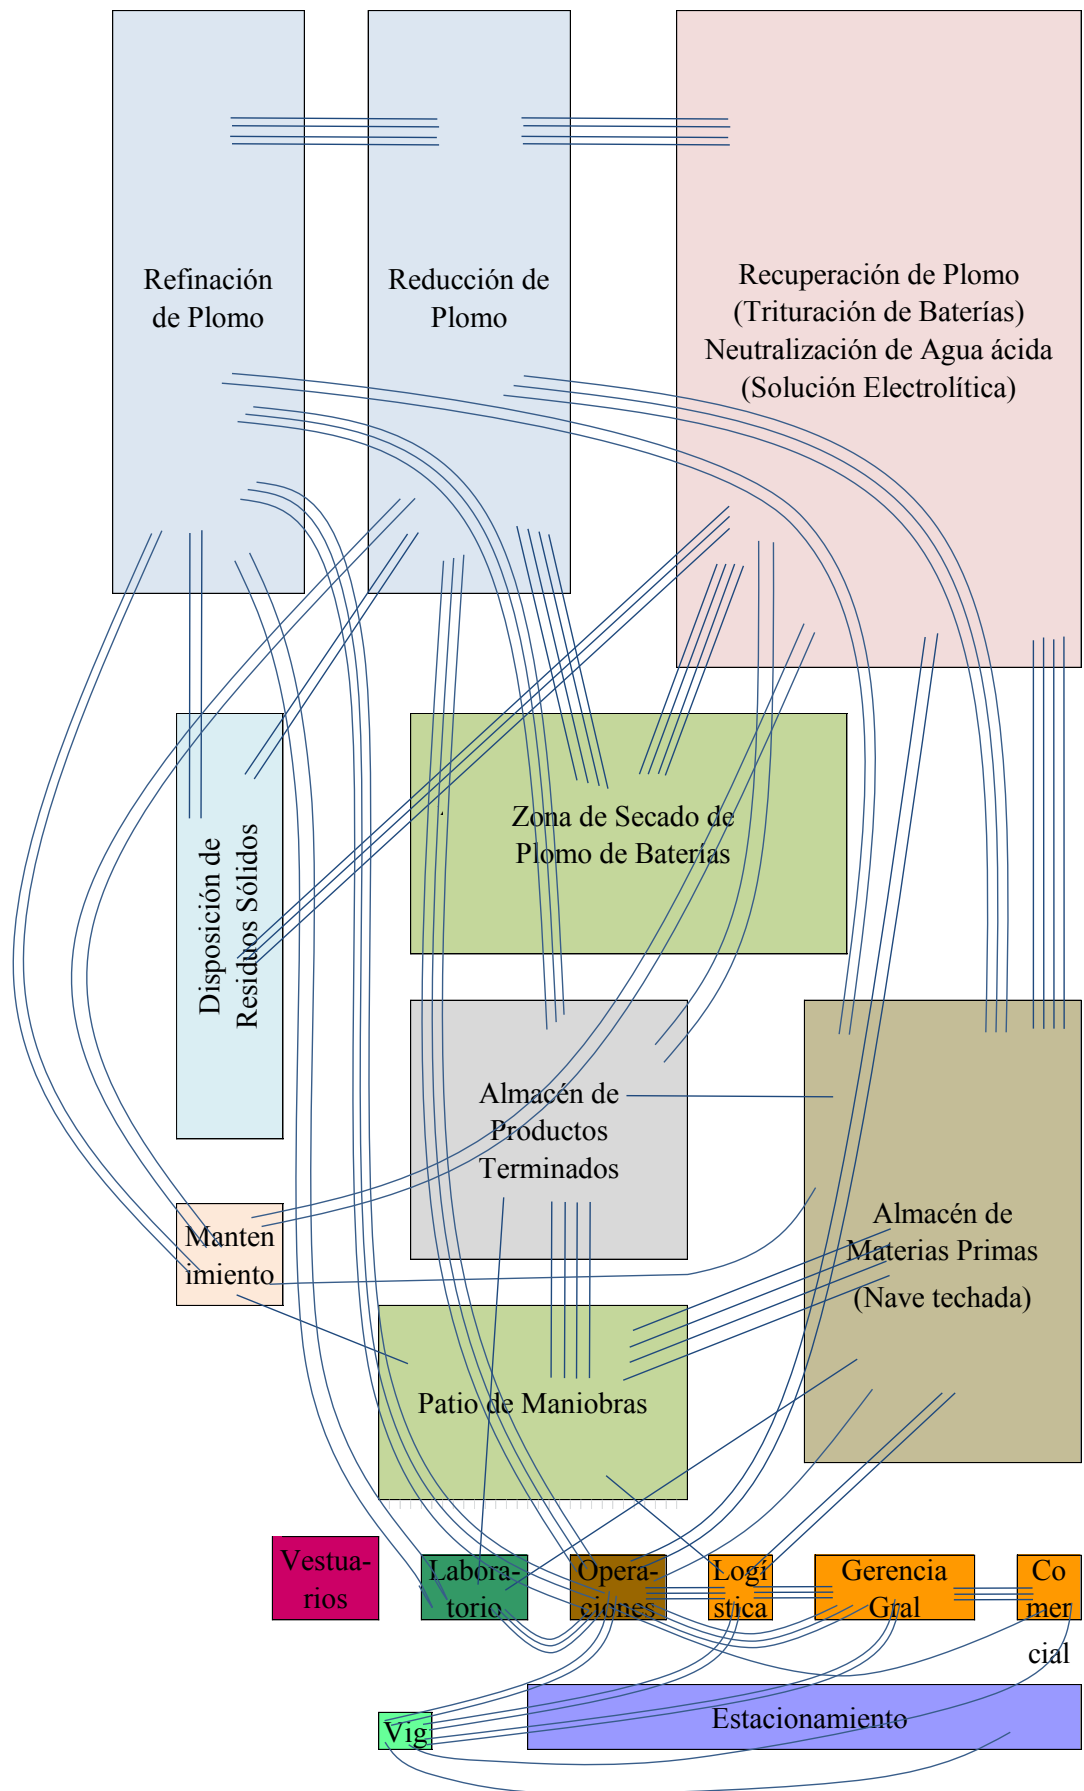 Refinación
de Plomo
Reducción de
Plomo
Recuperación de Plomo
(Trituración de Baterías)
Neutralización de Agua ácida
(Solución Electrolítica)
Disposición de
Residuos Sólidos
Zona de Secado de
Plomo de Baterías
Almacén de
Productos
Terminados
Almacén de
Materias Primas
(Nave techada)
Manten
imiento
Patio de Maniobras
Vestua-
rios
Labora-
torio
Opera-
ciones
Logí
stica
Gerencia
Gral
Co
mer
cial
Vig
Estacionamiento